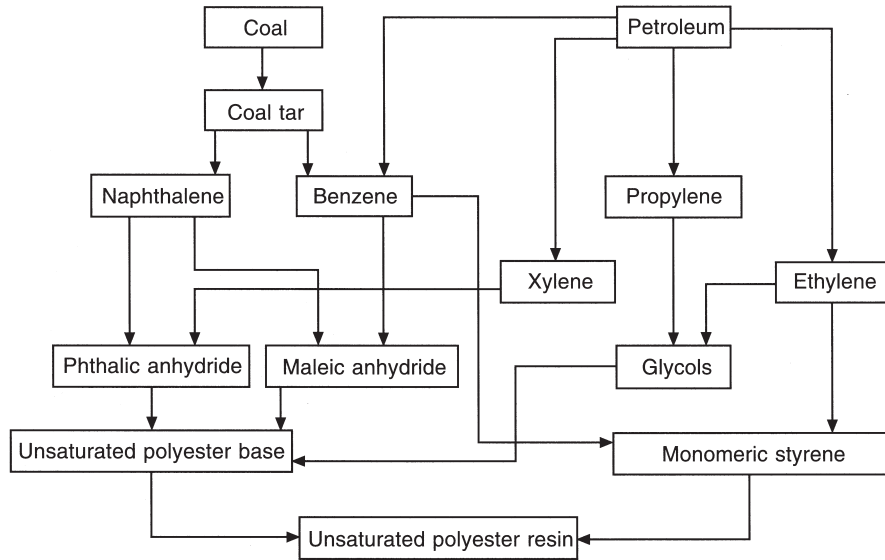 Coal
Petroleum
Coal tar
Naphthalene
Benzene
Propylene
Xylene
Ethylene
Phthalic anhydride
Maleic anhydride
Glycols
Unsaturated polyester base
Monomeric styrene
Unsaturated polyester resin